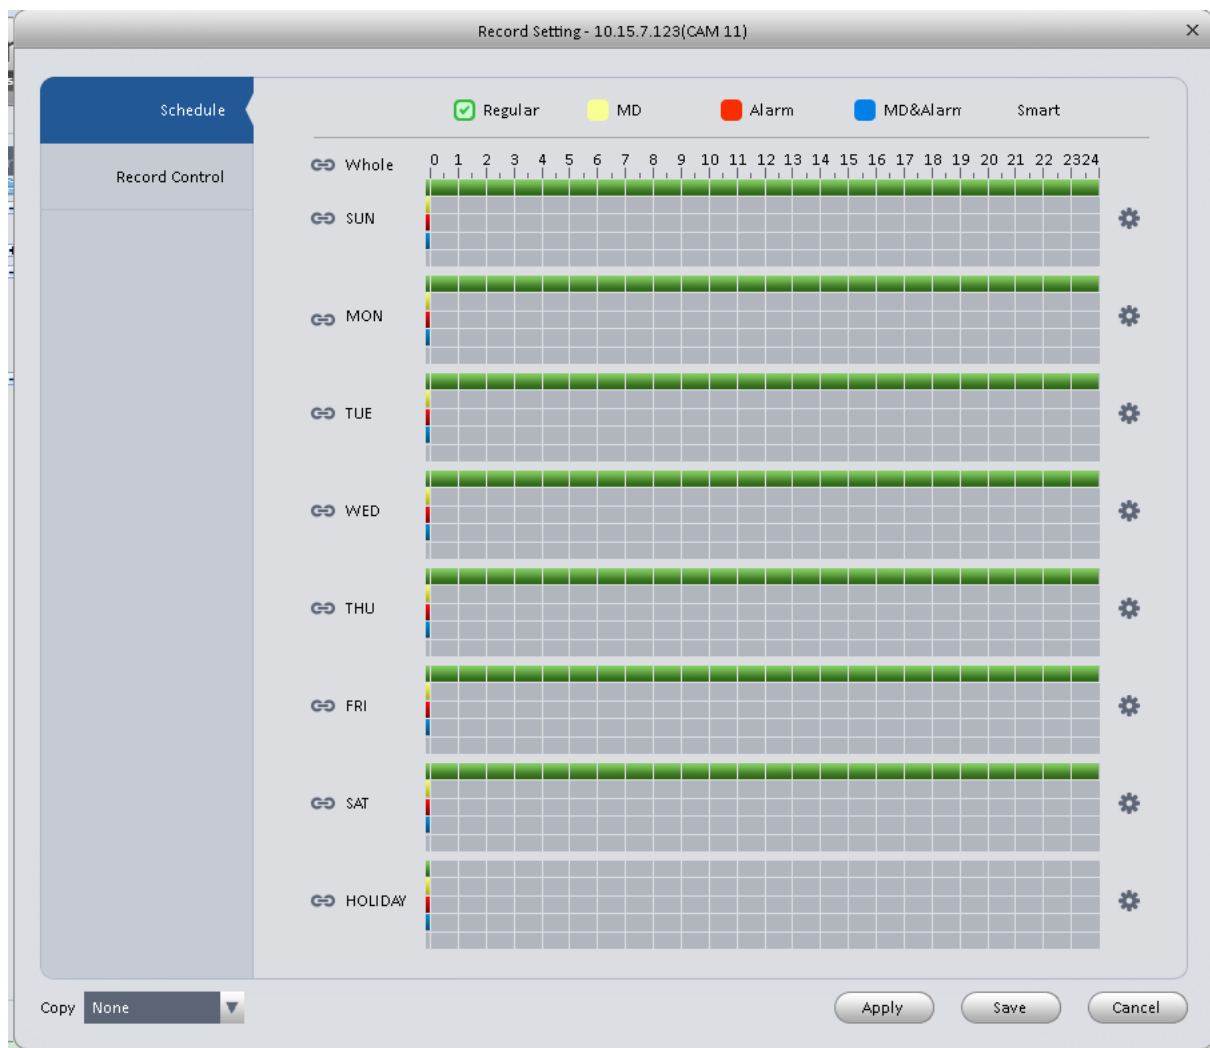 Record Setting - 10.15.7.123(CAM 11)
Schedule
Record Control
Regular MD Alarm MD&Alarm Smart
Whole 0 1 2 3 4 5 6 7 8 9 10 11 12 13 14 15 16 17 18 19 20 21 22 23 24
SUN
MON
TUE
WED
THU
FRI
SAT
HOLIDAY
Copy None Apply Save Cancel